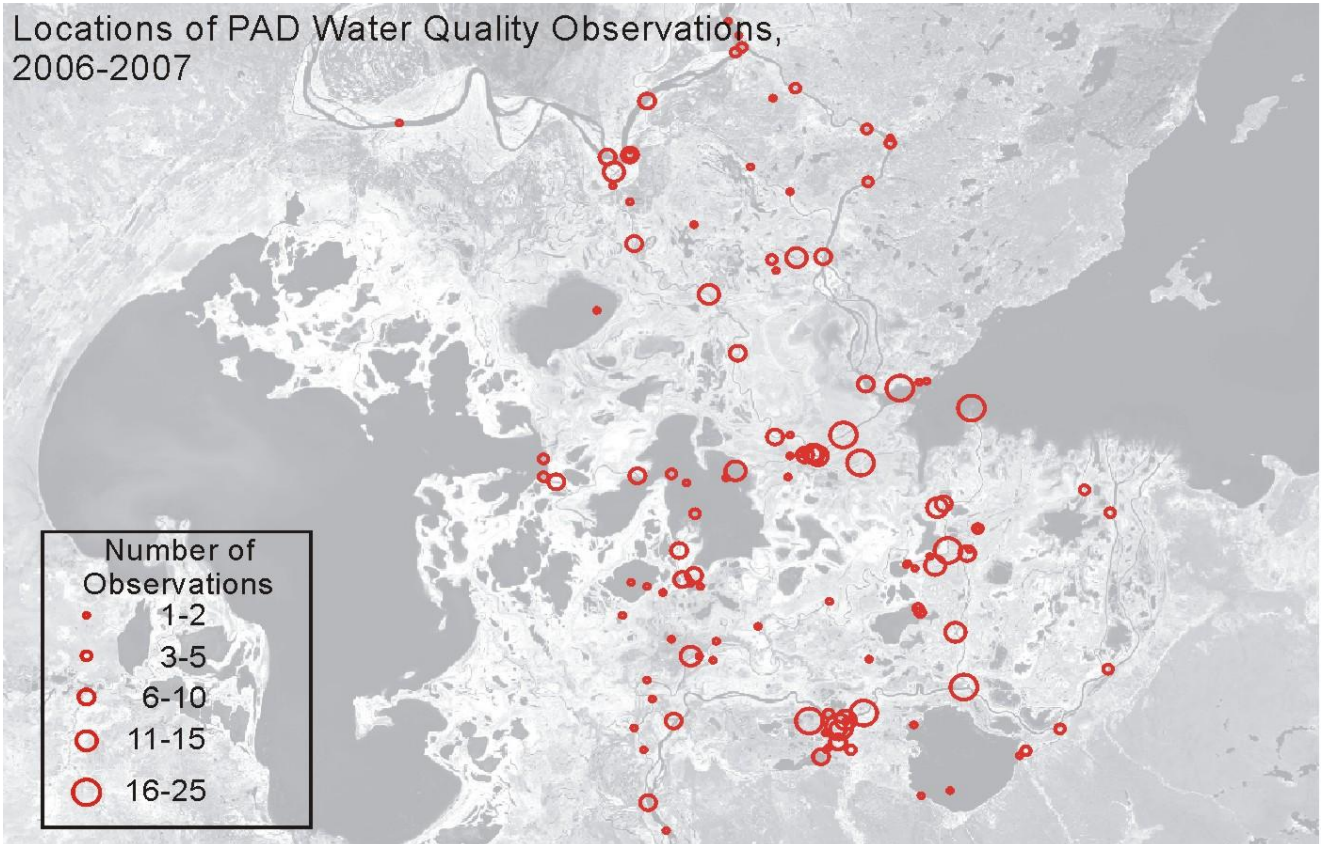 Locations of PAD Water Quality Observations,
2006-2007
Number of
Observations
1-2
3-5
6-10
11-15
16-25